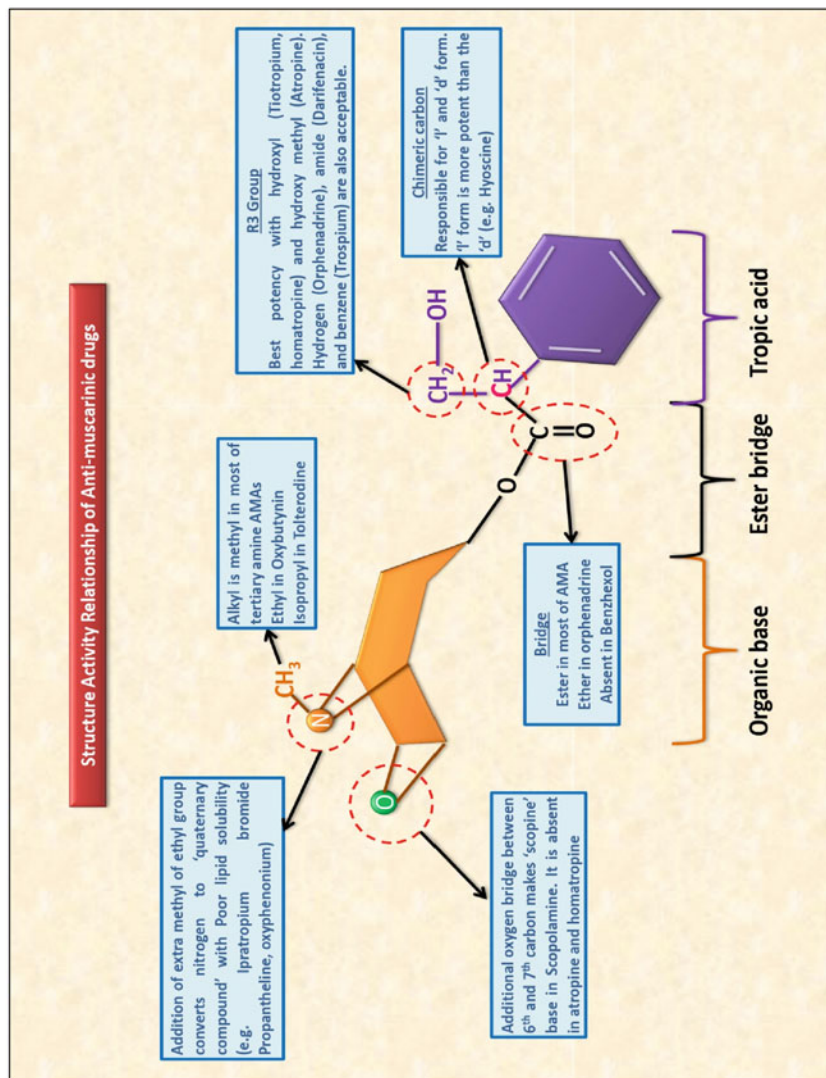 Structure Activity Relationship of Anti-muscarinic drugs
Addition of extra methyl of ethyl group
converts nitrogen to 'quaternary
compound' with Poor lipid solubility
(e.g. Ipratropium bromide
Propantheline, oxyphenonium)
Alkyl is methyl in most of
tertiary amine AMAs
Ethyl in Oxybutynin
Isopropyl in Tolterodine
R3 Group
Best potency with hydroxyl (Tiotropium,
homatropine) and hydroxy methyl (Atropine).
Hydrogen (Orphenadrine), amide (Darifenacin),
and benzene (Trospium) are also acceptable.
Chimeric carbon
Responsible for 'l' and 'd' form.
'l' form is more potent than the
'd' (e.g. Hyoscine)
CH3
N
O
CH2—OH
CH
O
C
O
Additional oxygen bridge between
6th and 7th carbon makes 'scopine'
base in Scopolamine. It is absent
in atropine and homatropine
Bridge
Ester in most of AMA
Ether in orphenadrine
Absent in Benzhexol
Organic base
Ester bridge
Tropic acid